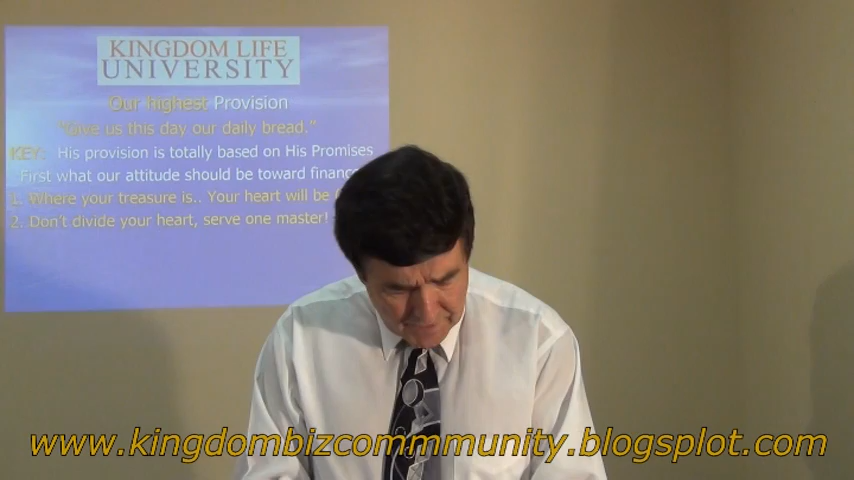 KINGDOM LIFE
UNIVERSITY
Our highest Provision
"Give us this day our daily bread."
KEY: His provision is totally based on His Promises
First what our attitude should be toward finance
1. Where your treasure is.. Your heart will be
2. Don't divide your heart, serve one master!
www.kingdombizcommmunity.blogsplot.com